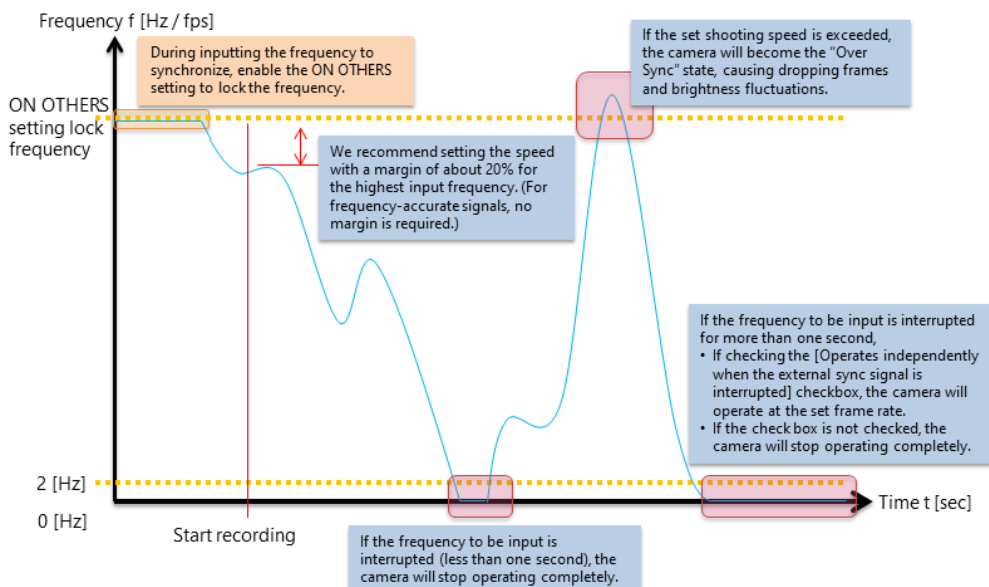 Frequency f [Hz / fps]
During inputting the frequency to
synchronize, enable the ON OTHERS
setting to lock the frequency.
If the set shooting speed is exceeded,
the camera will become the “Over
Sync” state, causing dropping frames
and brightness fluctuations.
ON OTHERS
setting lock
frequency
We recommend setting the speed
with a margin of about 20% for
the highest input frequency. (For
frequency-accurate signals, no
margin is required.)
If the frequency to be input is interrupted
for more than one second,
• If checking the [Operates independently
when the external sync signal is
interrupted] checkbox, the camera will
operate at the set frame rate.
• If the check box is not checked, the
camera will stop operating completely.
2 [Hz]
0 [Hz]
Time t [sec]
Start recording
If the frequency to be input is
interrupted (less than one second), the
camera will stop operating completely.